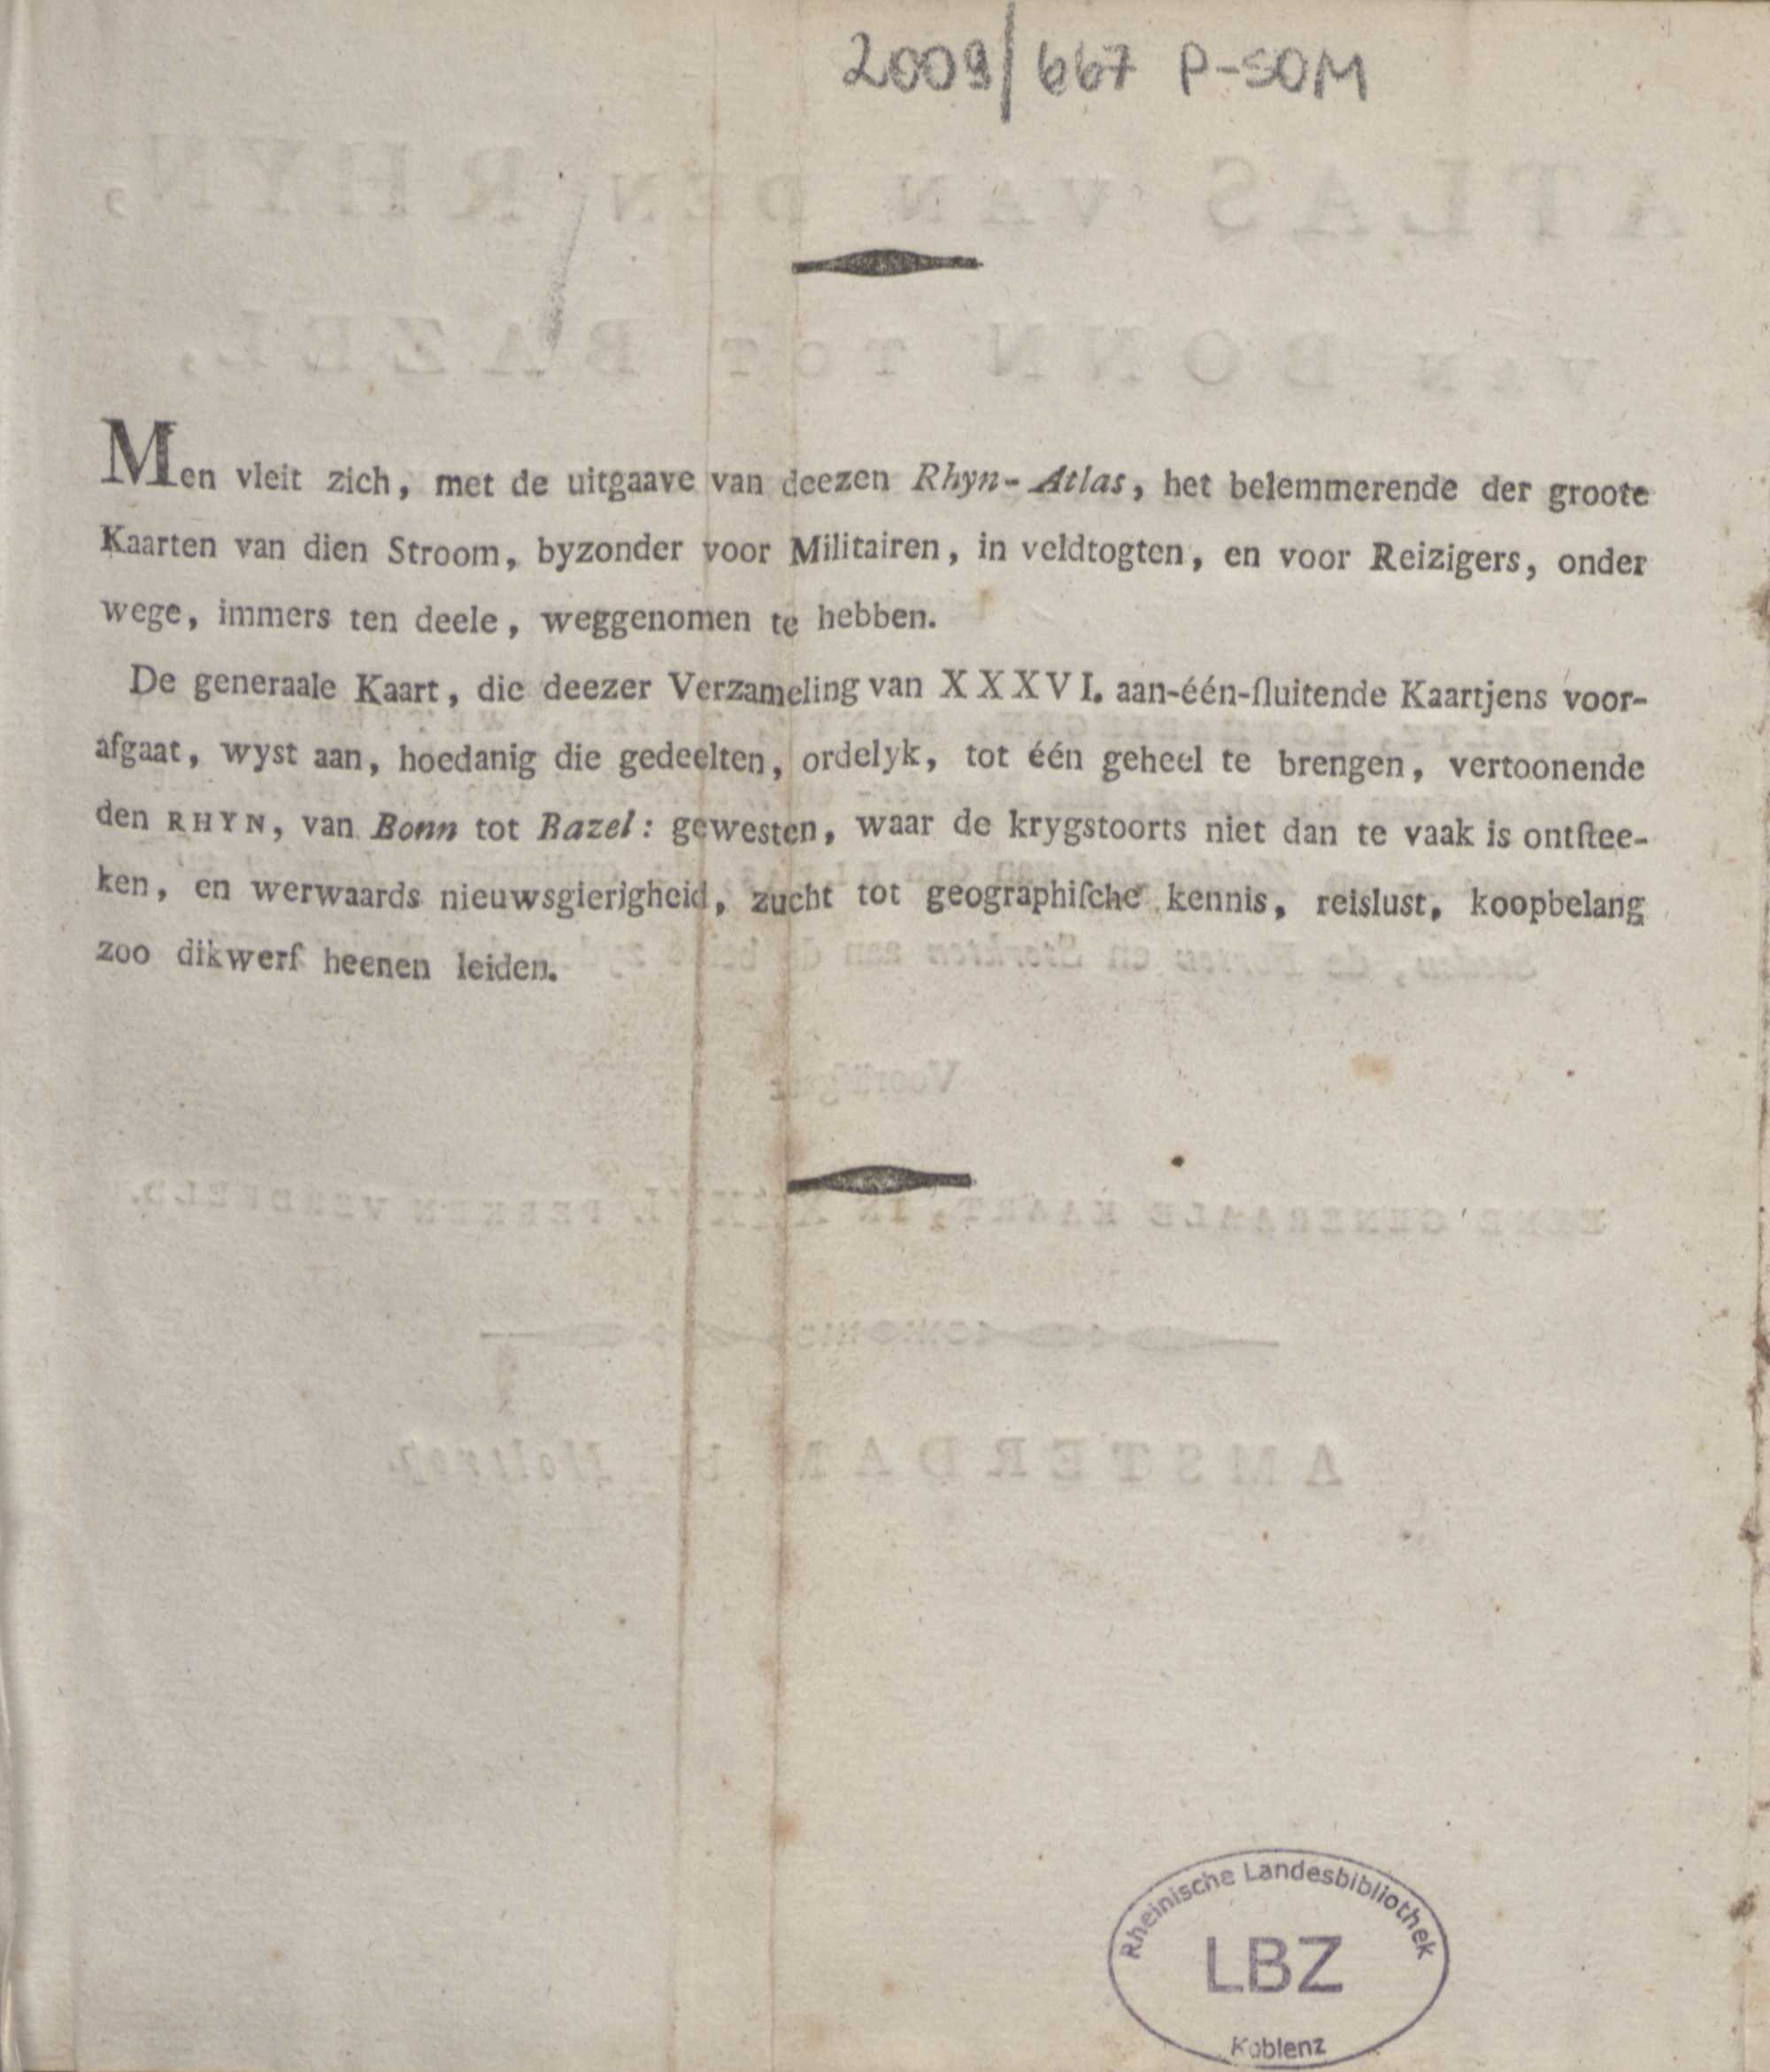 2009/667 P-SOM
Men vleit zich, met de uitgaave van deezen Rhyn-Atlas, het belemmerende der groote
Kaarten van dien Stroom, byzonder voor Militairen, in veldtogten, en voor Reizigers, onder
wege, immers ten deele, weggenomen te hebben.
De generaale Kaart, die deezer Verzameling van XXXVI. aan-één-ſluitende Kaartjens voor-
afgaat, wyst aan, hoedanig die gedeelten, ordelyk, tot één geheel te brengen, vertoonende
den RHYN, van Bonn tot Bazel: gewesten, waar de krygstoorts niet dan te vaak is ontſtee-
ken, en werwaards nieuwsgierigheid, zucht tot geographiſche kennis, reislust, koopbelang
zoo dikwerf heenen leiden.
Rheinische Landesbibliothek
LBZ
Koblenz